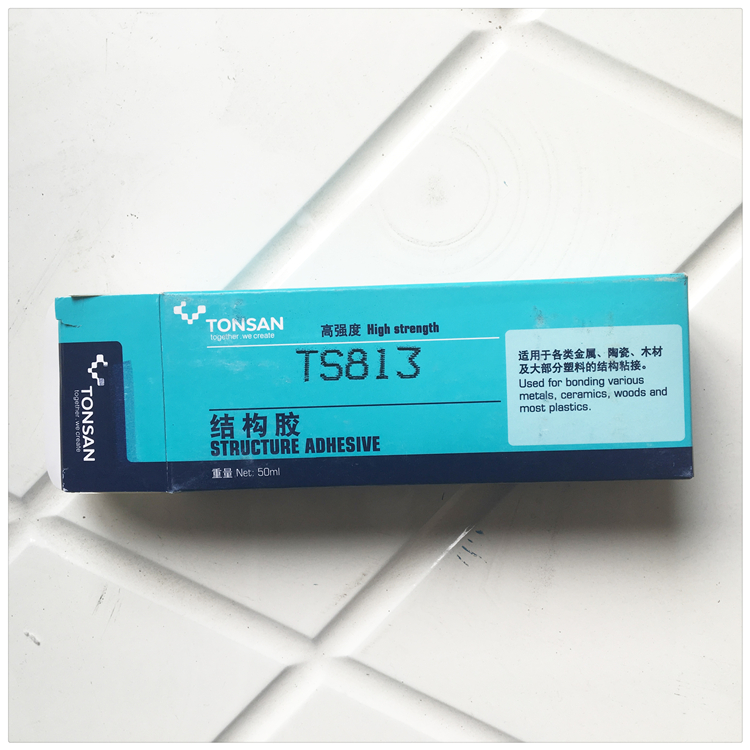 TONSAN
together we create
TONSAN
together we create
高强度 High strength
TS813
结构胶
STRUCTURE ADHESIVE
重量 Net: 50ml
适用于各类金属、陶瓷、木材
及大部分塑料的结构粘接。
Used for bonding various
metals, ceramics, woods and
most plastics.